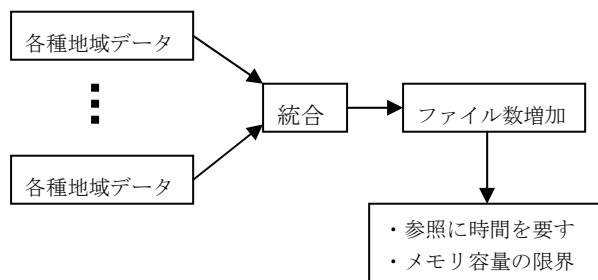 各種地域データ
各種地域データ
統合
ファイル数増加
・参照に時間を要す
・メモリ容量の限界